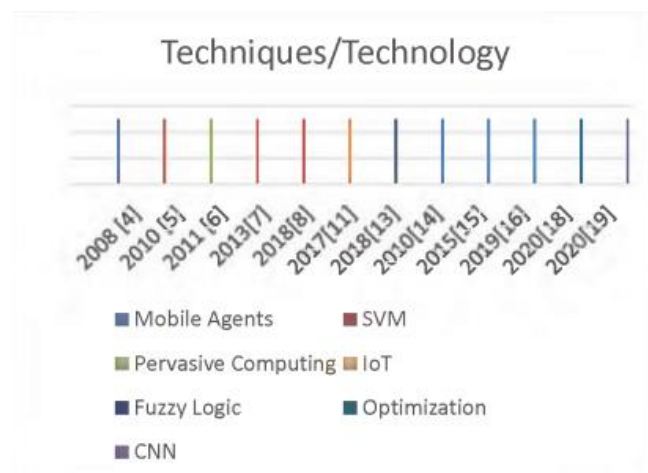 Techniques/Technology
2008 [4] 2010 [5] 2011 [6] 2013[7] 2018[8] 2017[11] 2018[13] 2010[14] 2015[15] 2019[16] 2020[18] 2020[19]
Mobile Agents SVM
Pervasive Computing IoT
Fuzzy Logic Optimization
CNN